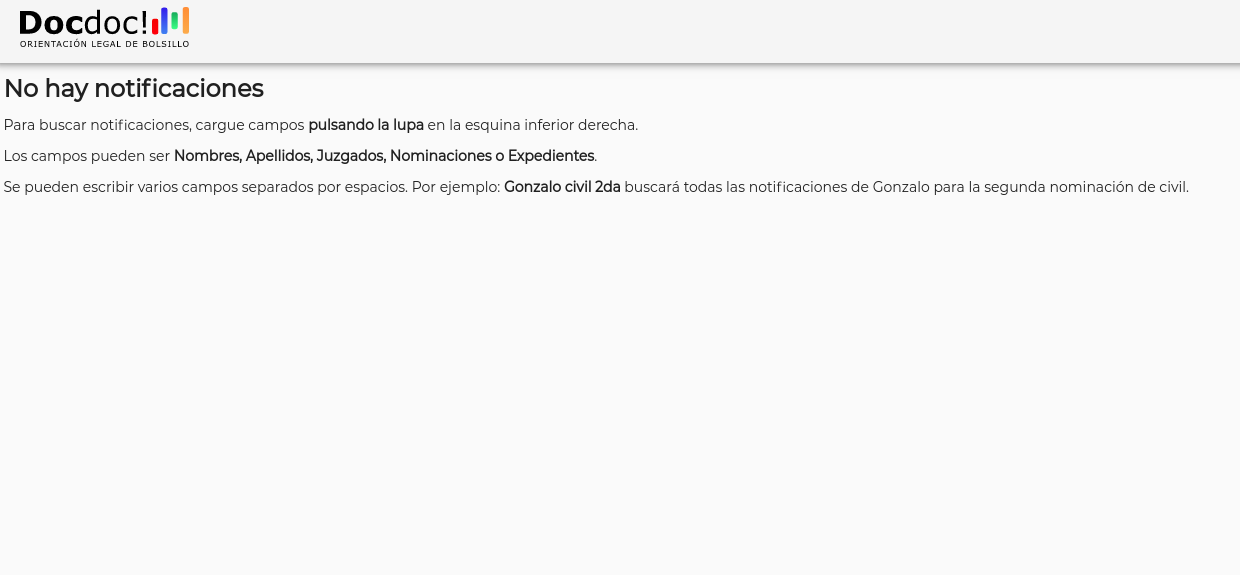 Docdoc!
ORIENTACIÓN LEGAL DE BOLSILLO
No hay notificaciones
Para buscar notificaciones, cargue campos pulsando la lupa en la esquina inferior derecha.
Los campos pueden ser Nombres, Apellidos, Juzgados, Nominaciones o Expedientes.
Se pueden escribir varios campos separados por espacios. Por ejemplo: Gonzalo civil 2da buscará todas las notificaciones de Gonzalo para la segunda nominación de civil.